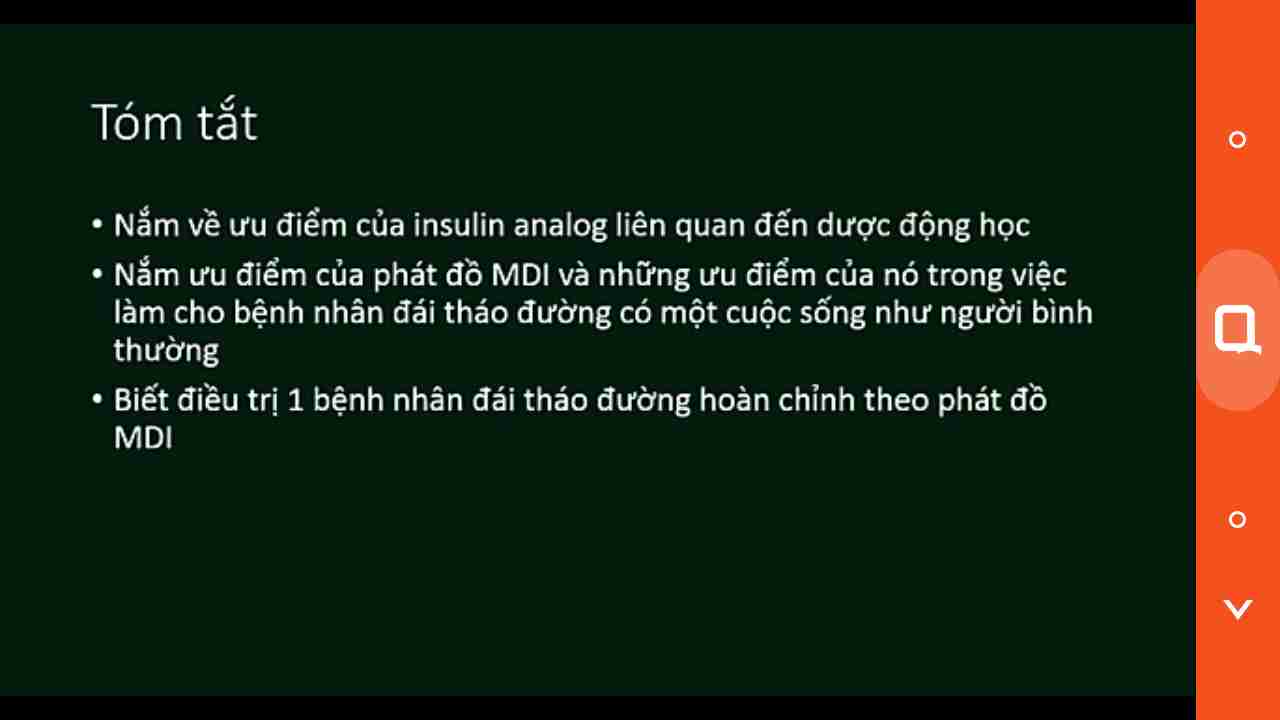 Tóm tắt
• Nắm về ưu điểm của insulin analog liên quan đến dược động học
• Nắm ưu điểm của phát đồ MDI và những ưu điểm của nó trong việc
làm cho bệnh nhân đái tháo đường có một cuộc sống như người bình
thường
• Biết điều trị 1 bệnh nhân đái tháo đường hoàn chỉnh theo phát đồ
MDI